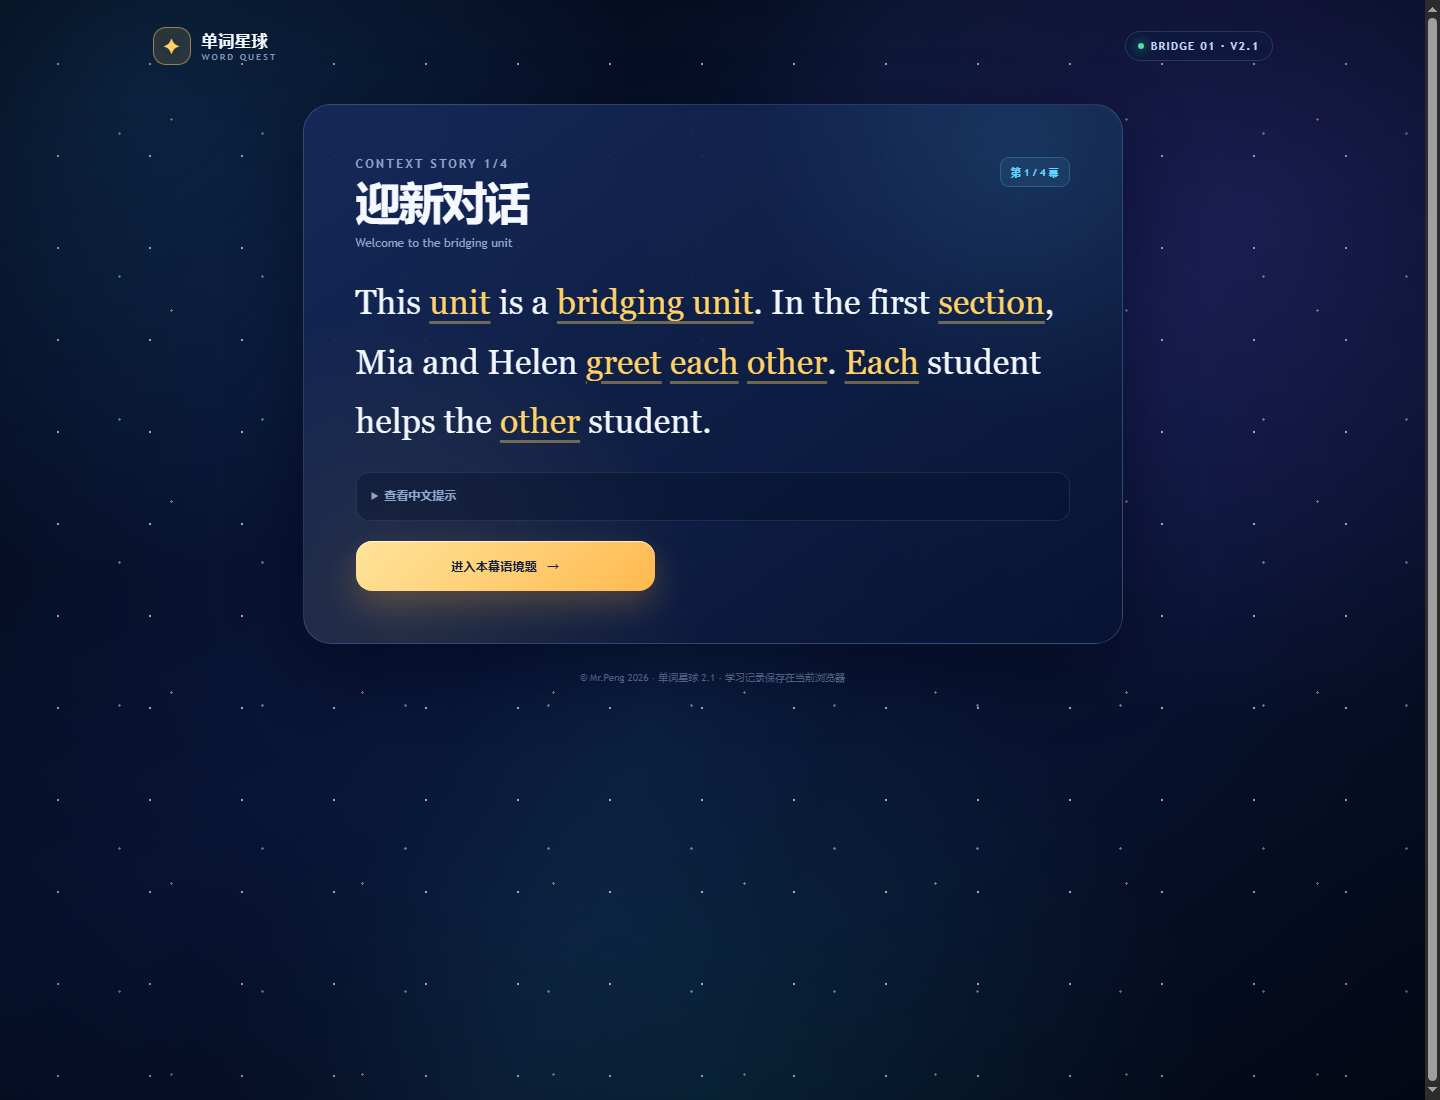 ✦ 单词星球
WORD QUEST
BRIDGE 01 · V2.1
CONTEXT STORY 1/4
第 1 / 4 幕
迎新对话
Welcome to the bridging unit
This unit is a bridging unit. In the first section,
Mia and Helen greet each other. Each student
helps the other student.
▶ 查看中文提示
进入本幕语境题 →
© Mr.Peng 2026 · 单词星球 2.1 · 学习记录保存在当前浏览器